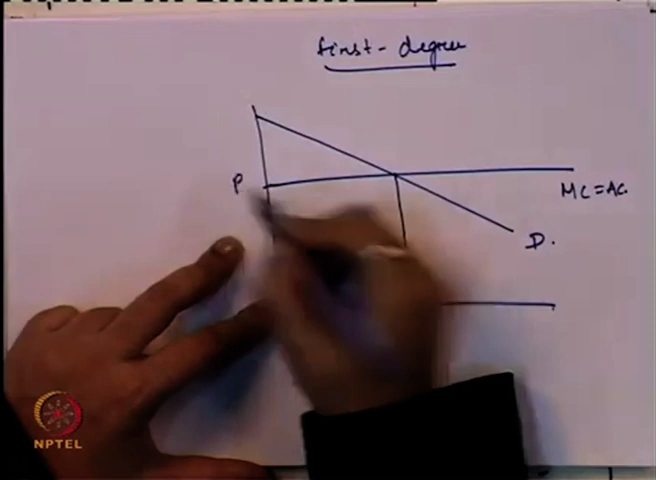 first-degree
P
MC = AC.
D.
NPTEL